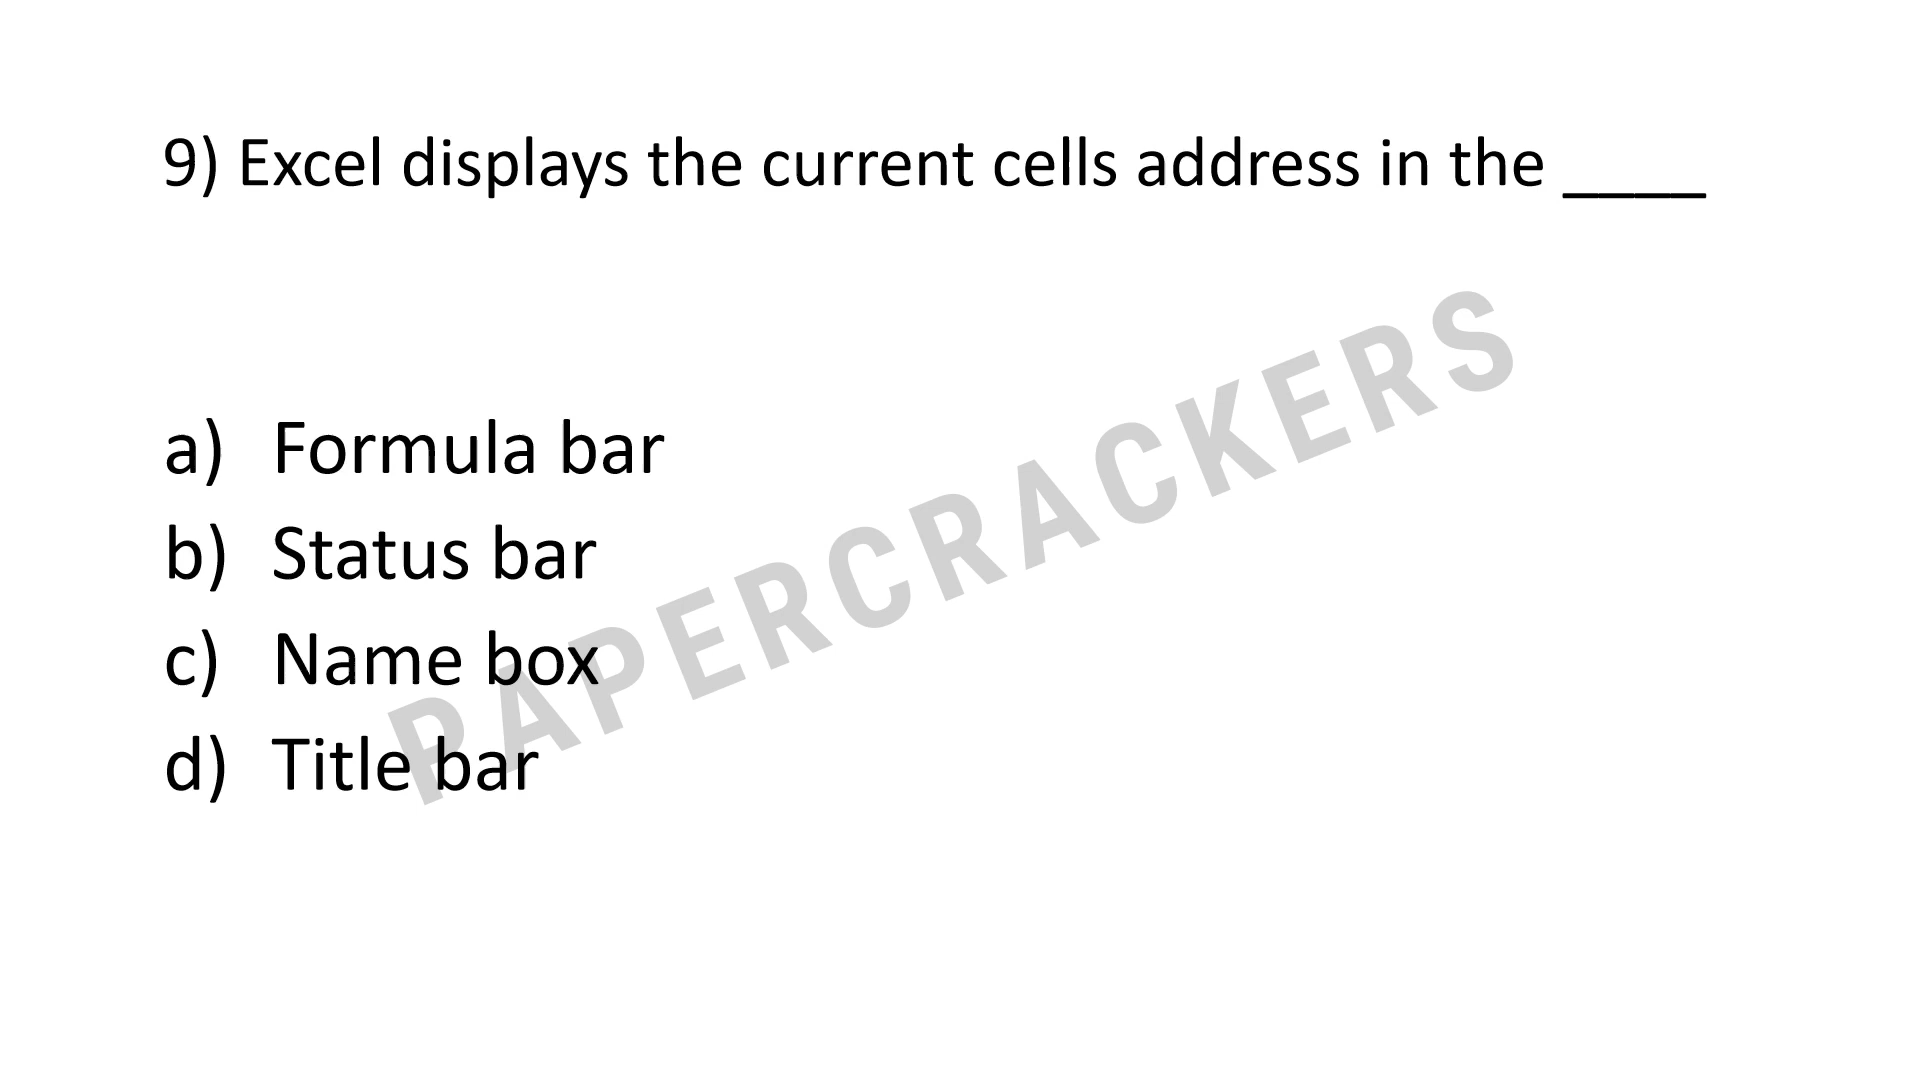 9) Excel displays the current cells address in the ____
a) Formula bar
b) Status bar
c) Name box
d) Title bar
PAPERCRACKERS